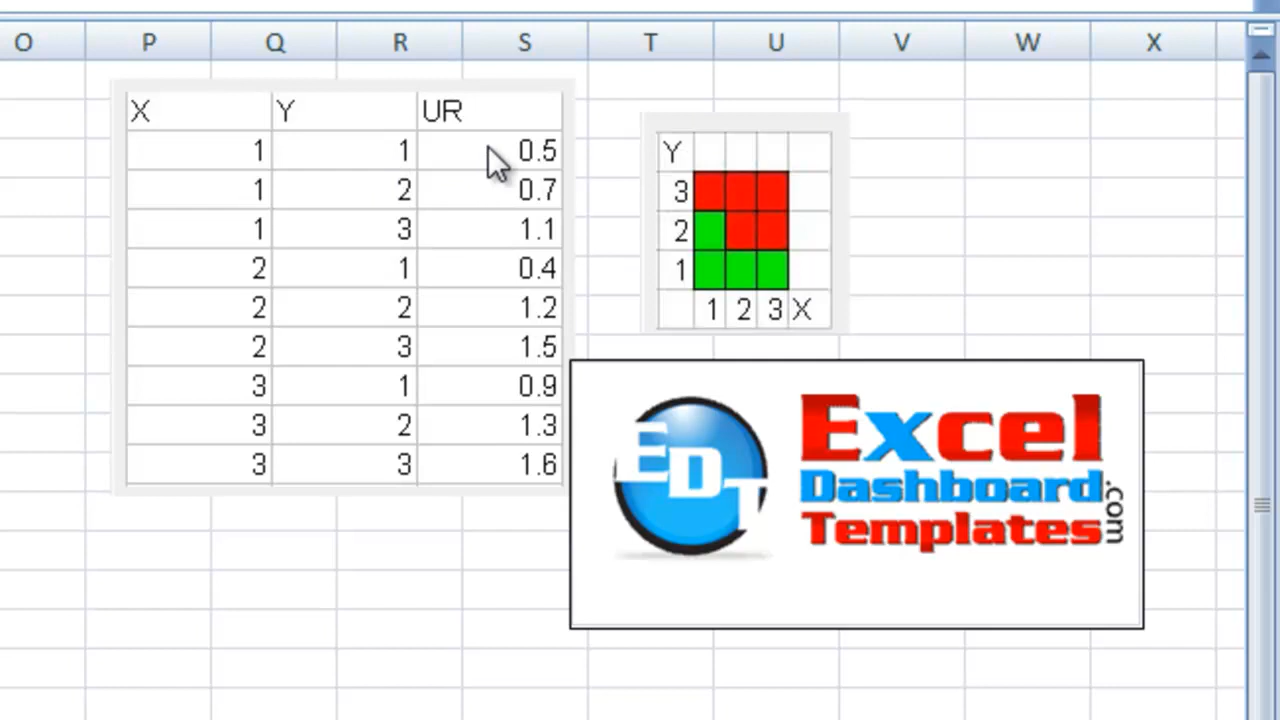 O P Q R S T U V W X
X Y UR
1 1 0.5
1 2 0.7
1 3 1.1
2 1 0.4
2 2 1.2
2 3 1.5
3 1 0.9
3 2 1.3
3 3 1.6
Y
3
2
1
1 2 3 X
EDT
Excel
Dashboard
Templates
.com